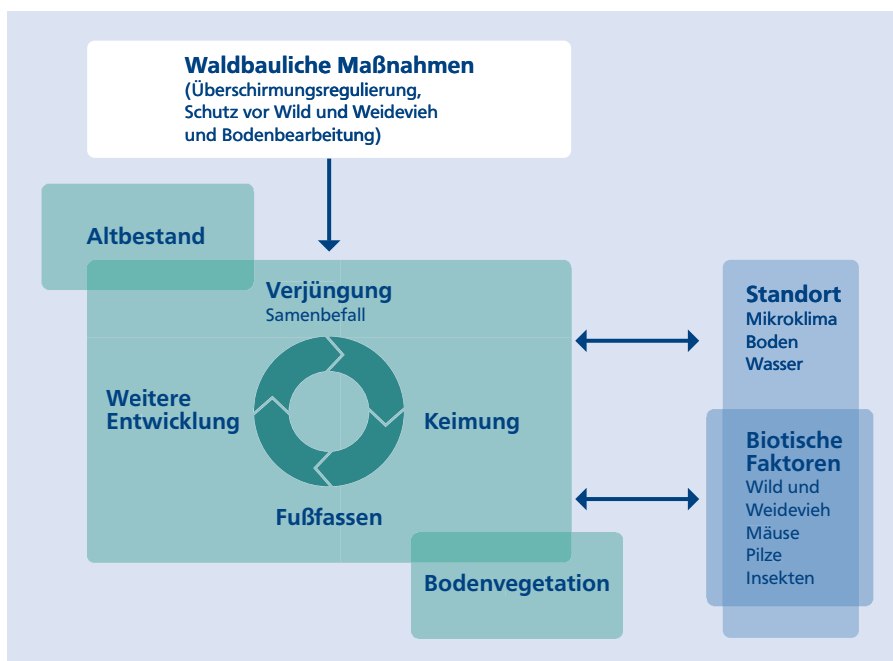 Waldbauliche Maßnahmen
(Überschirmungsregulierung,
Schutz vor Wild und Weidevieh
und Bodenbearbeitung)
Altbestand
Verjüngung
Samenbefall
Weitere
Entwicklung
Keimung
Fußfassen
Bodenvegetation
Standort
Mikroklima
Boden
Wasser
Biotische
Faktoren
Wild und
Weidevieh
Mäuse
Pilze
Insekten